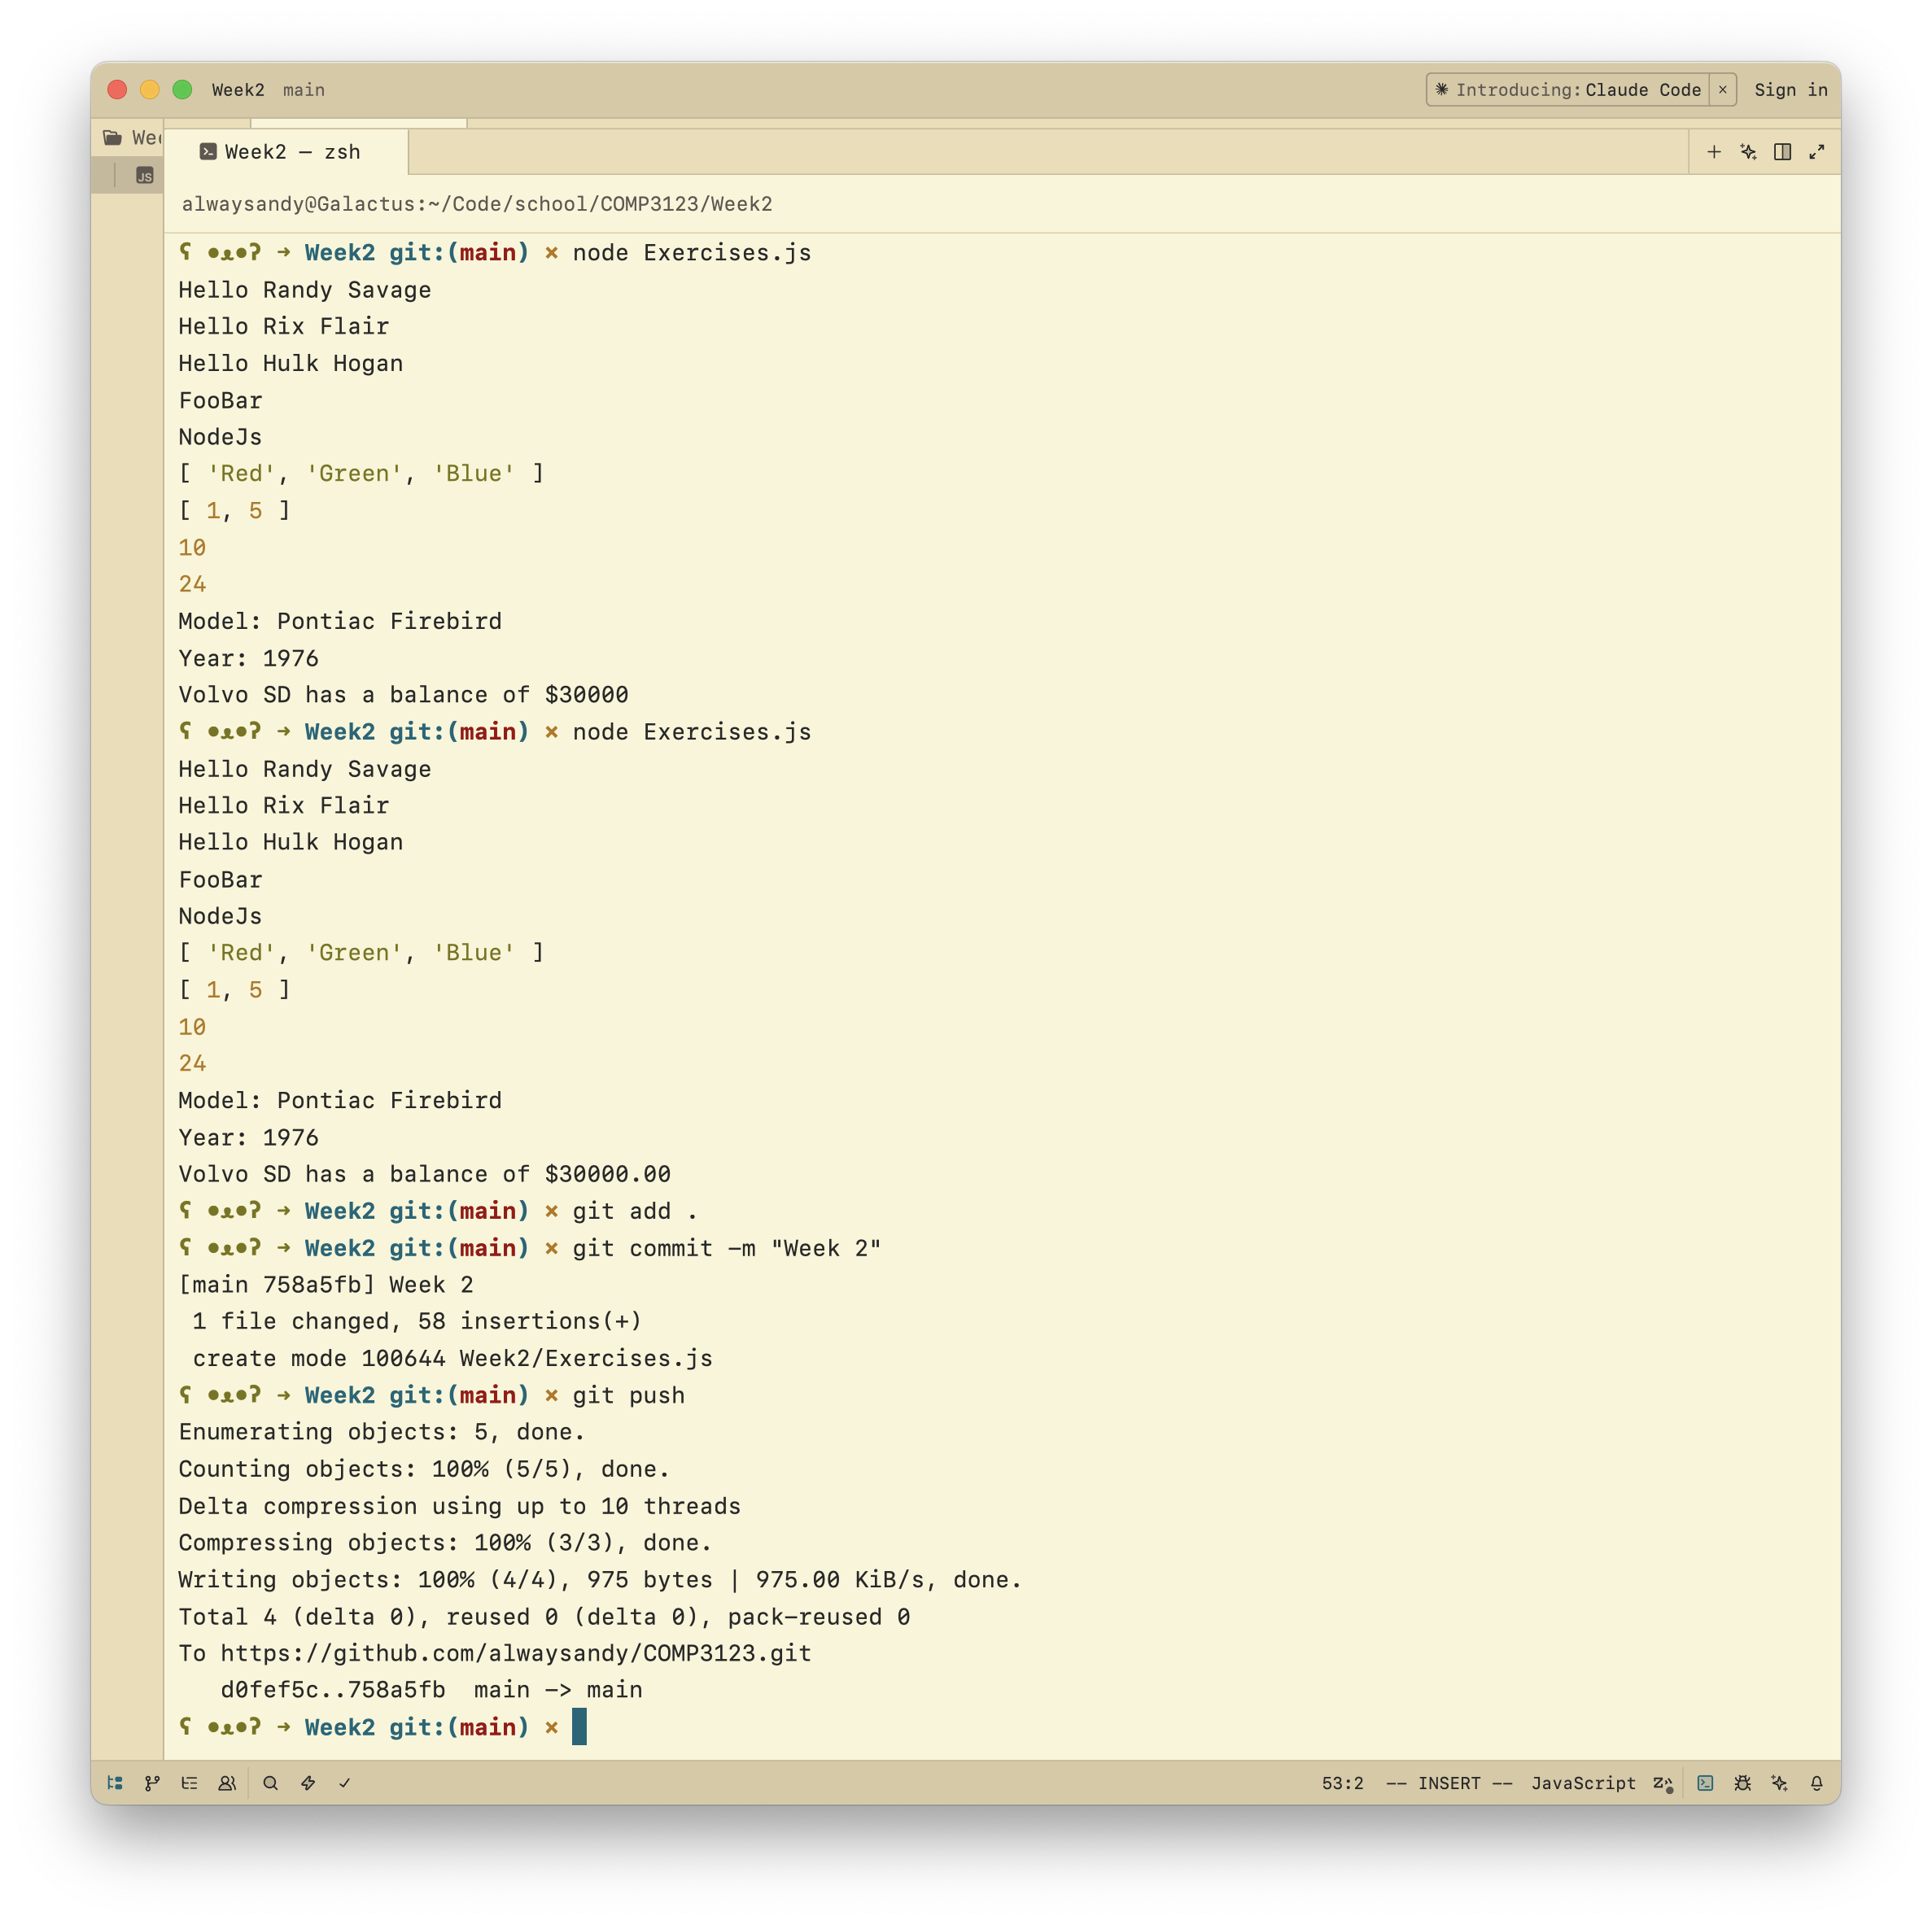 Week2 main
Introducing: Claude Code × Sign in
Week2 — zsh
alwaysandy@Galactus:~/Code/school/COMP3123/Week2
ʕ •ᴥ•ʔ → Week2 git:(main) × node Exercises.js
Hello Randy Savage
Hello Rix Flair
Hello Hulk Hogan
FooBar
NodeJs
[ 'Red', 'Green', 'Blue' ]
[ 1, 5 ]
10
24
Model: Pontiac Firebird
Year: 1976
Volvo SD has a balance of $30000
ʕ •ᴥ•ʔ → Week2 git:(main) × node Exercises.js
Hello Randy Savage
Hello Rix Flair
Hello Hulk Hogan
FooBar
NodeJs
[ 'Red', 'Green', 'Blue' ]
[ 1, 5 ]
10
24
Model: Pontiac Firebird
Year: 1976
Volvo SD has a balance of $30000.00
ʕ •ᴥ•ʔ → Week2 git:(main) × git add .
ʕ •ᴥ•ʔ → Week2 git:(main) × git commit -m "Week 2"
[main 758a5fb] Week 2
 1 file changed, 58 insertions(+)
 create mode 100644 Week2/Exercises.js
ʕ •ᴥ•ʔ → Week2 git:(main) × git push
Enumerating objects: 5, done.
Counting objects: 100% (5/5), done.
Delta compression using up to 10 threads
Compressing objects: 100% (3/3), done.
Writing objects: 100% (4/4), 975 bytes | 975.00 KiB/s, done.
Total 4 (delta 0), reused 0 (delta 0), pack-reused 0
To https://github.com/alwaysandy/COMP3123.git
   d0fef5c..758a5fb  main -> main
ʕ •ᴥ•ʔ → Week2 git:(main) ×
53:2 -- INSERT -- JavaScript